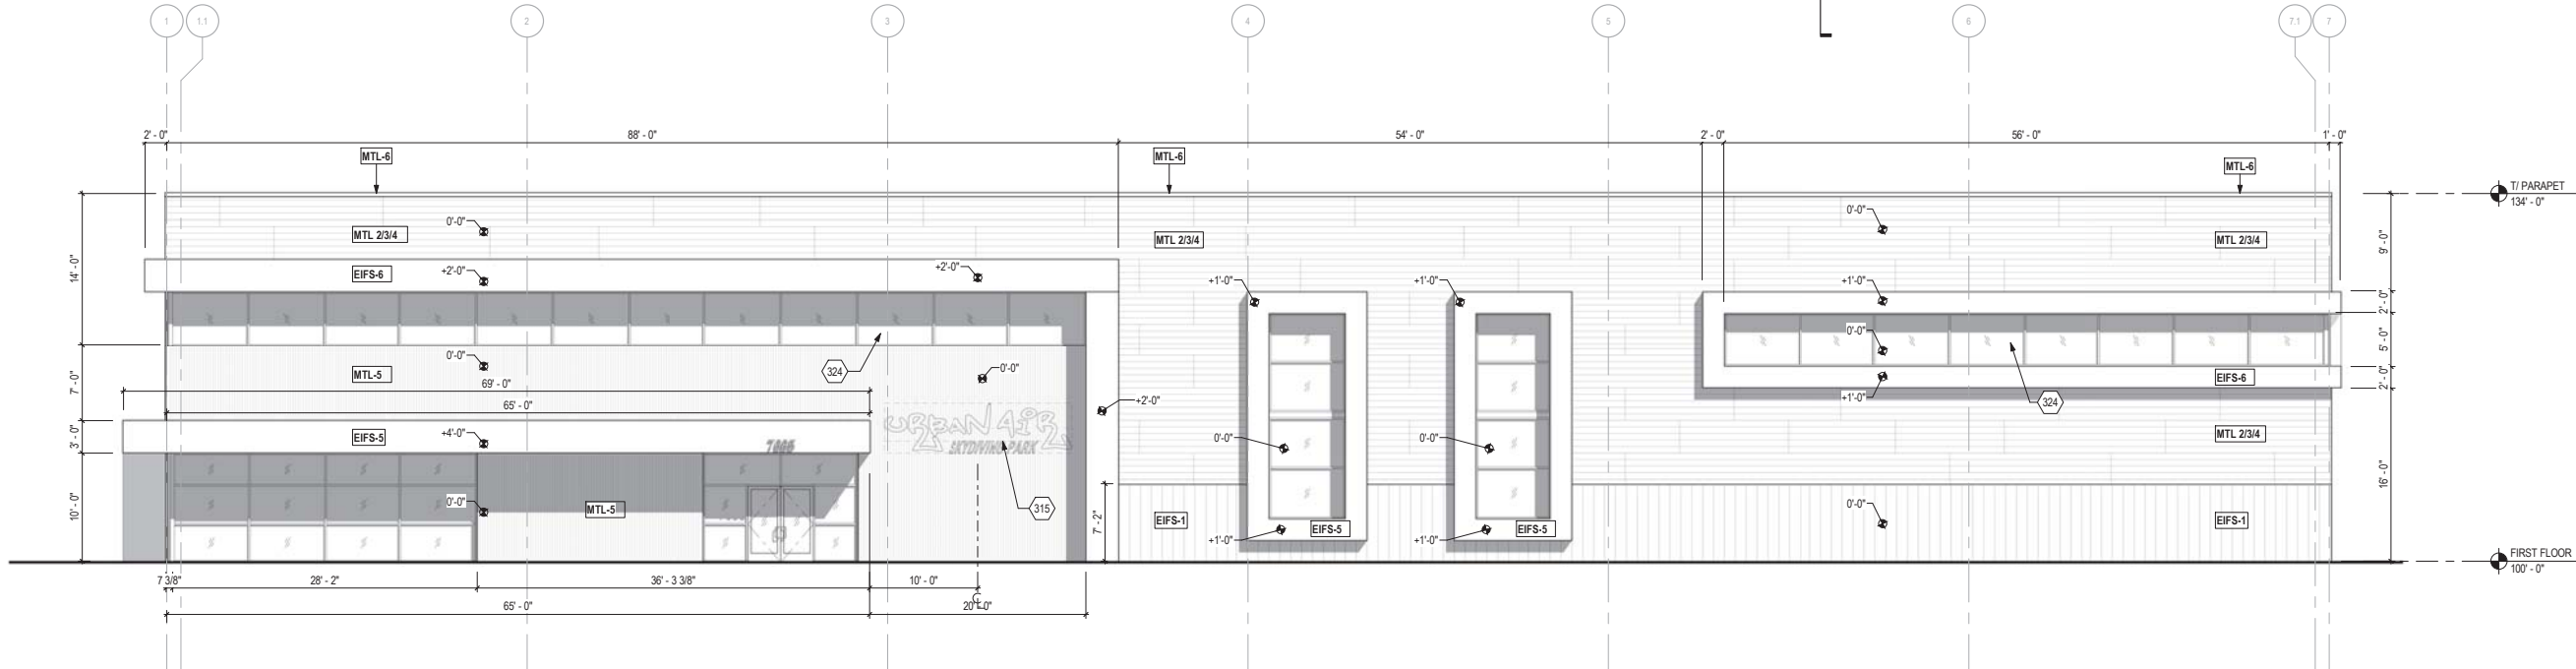 1 1.1 2 3 4 5 6 7.1 7
2' - 0" 88' - 0" 54' - 0" 2' - 0" 56' - 0" 1' - 0"
MTL-6 MTL-6 MTL-6
T/ PARAPET
134' - 0"
0'-0" 0'-0"
MTL 2/3/4 MTL 2/3/4 MTL 2/3/4
14' - 0" 9' - 0"
EIFS-6 +2'-0" +2'-0" +1'-0" +1'-0" +1'-0"
2' - 0"
0'-0" 5' - 0"
0'-0" 0'-0"
MTL-5 324
7' - 0" 69' - 0" 2' - 0"
EIFS-6
+1'-0" 324
65' - 0" +2'-0"
URBAN AIR
SKYDIVING PARK
3' - 0" EIFS-5 +4'-0" 0'-0" 0'-0" MTL 2/3/4
16' - 0"
0'-0" MTL-5 315 0'-0"
10' - 0" 7' - 2" EIFS-1 EIFS-5 EIFS-5 EIFS-1
+1'-0" +1'-0"
FIRST FLOOR
100' - 0"
7 3/8" 28' - 2" 36' - 3 3/8" 10' - 0"
65' - 0" 20' - 0"